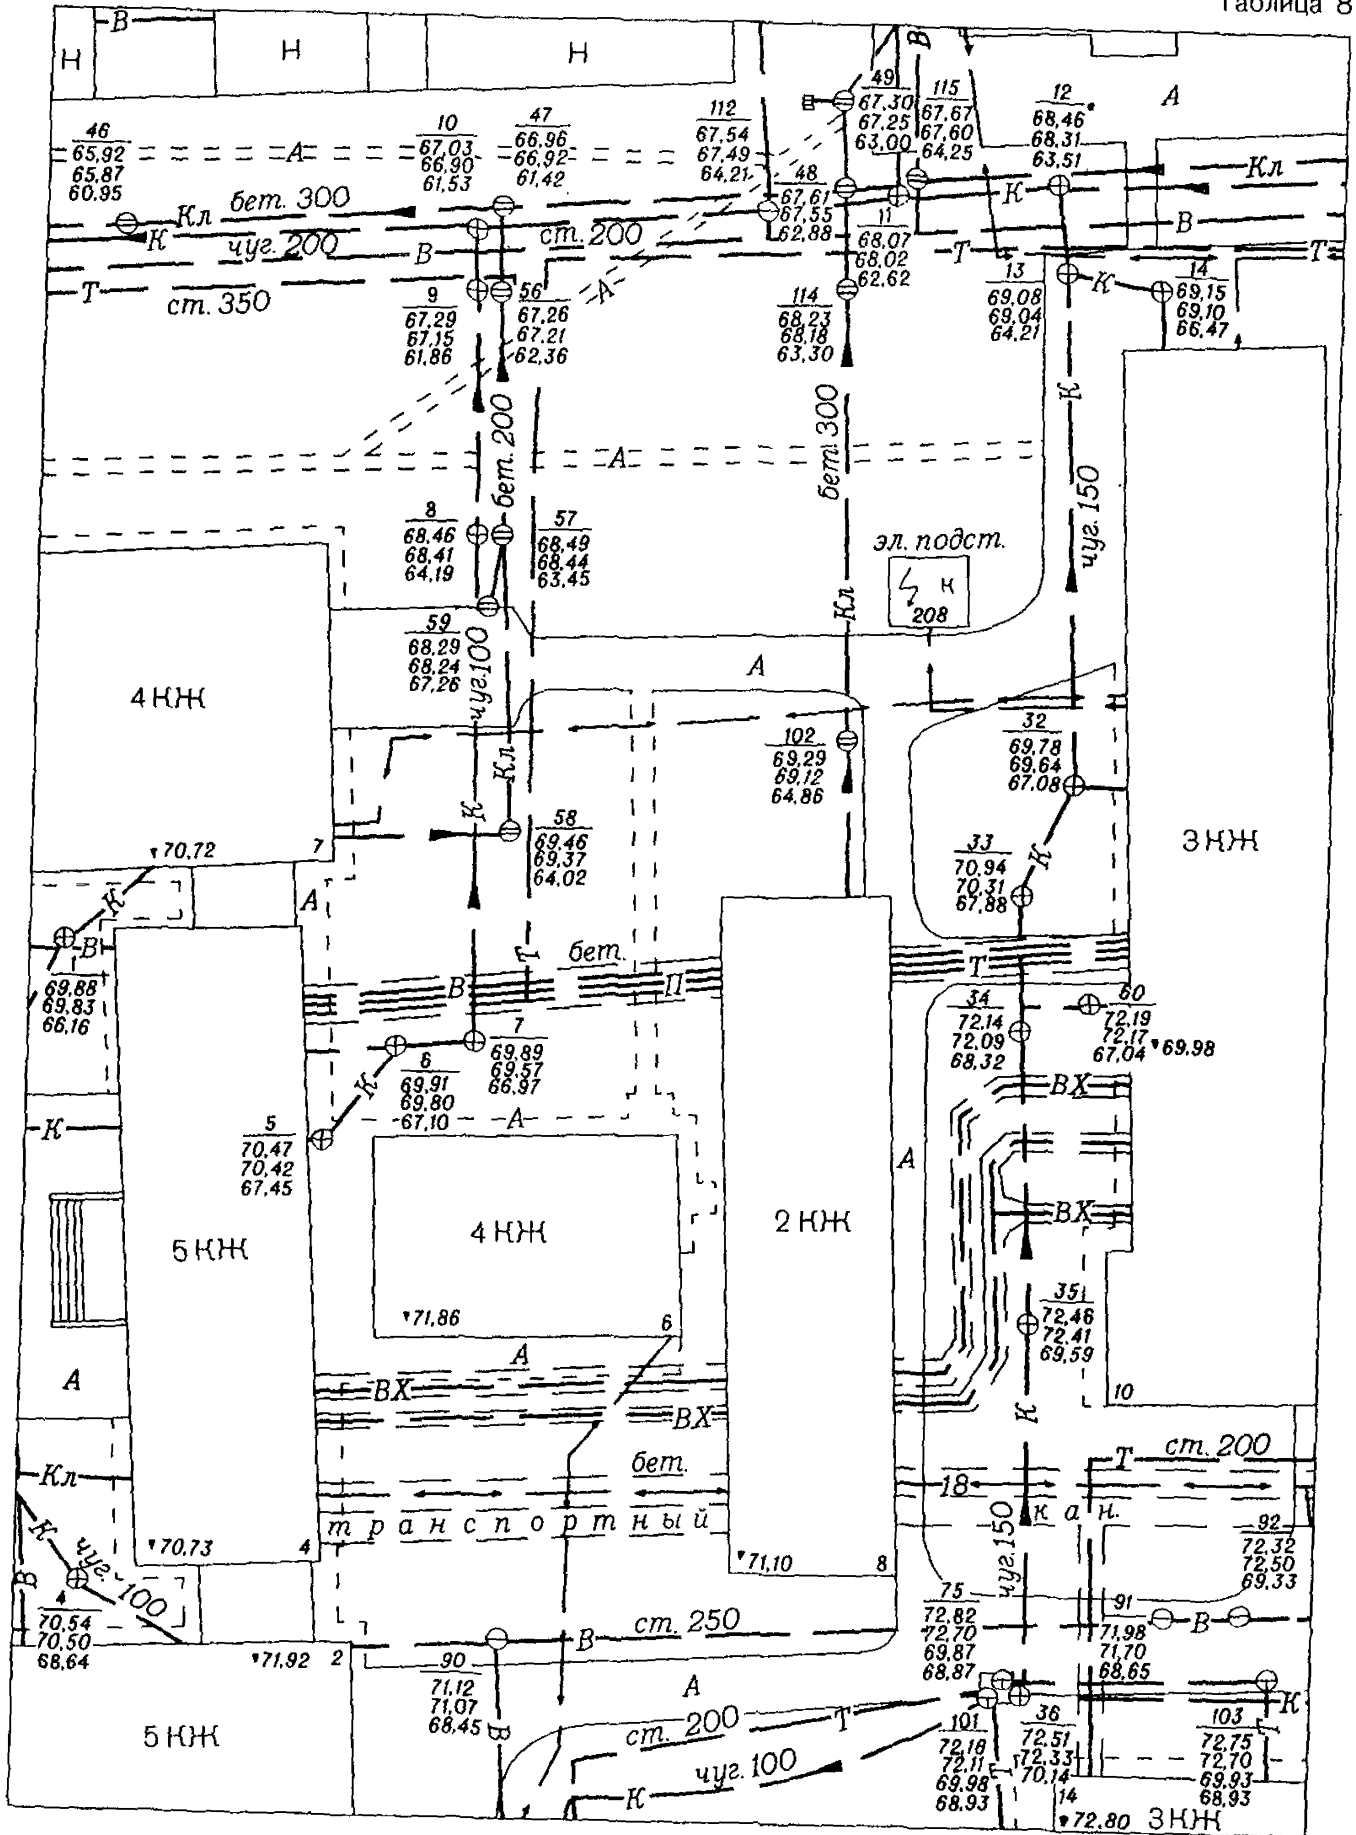 Таблица 8
В
Н
Н
Н
В
А
46
65,92
65,87
60,95
А
10
67,03
66,90
61,53
47
66,96
66,92
61,42
112
67,54
67,49
64,21
49
67,30
67,25
63,00
115
67,67
67,60
64,25
12
68,46
68,31
63,51
Кл
бет. 300
48
67,61
67,55
62,88
К
Кл
К
чуг. 200
В
ст. 200
11
68,07
68,02
62,62
В
Т
Т
Т
ст. 350
А
9
67,29
67,15
61,86
56
67,26
67,21
62,36
114
68,23
68,18
63,30
13
69,08
69,04
64,21
К
14
69,15
69,10
66,47
К
бет. 200
бет. 300
А
чуг. 150
8
68,46
68,41
64,19
57
68,49
68,44
63,45
эл. подст.
Н
208
Кл
59
68,29
68,24
67,26
чуг. 100
А
4НЖ
32
69,78
69,64
67,08
102
69,29
69,12
64,86
Кл
К
58
69,46
69,37
64,02
70,72
7
33
70,94
70,31
67,88
К
3НЖ
К
А
В
бет.
Т
Т
В
П
1
69,88
69,83
66,16
34
72,14
72,09
68,32
60
72,19
72,17
67,04
69,98
7
69,89
69,57
66,97
6
69,91
69,80
67,10
К
ВХ
К
А
5
70,47
70,42
67,45
А
ВХ
5НЖ
4НЖ
2НЖ
71,86
6
35
72,46
72,41
69,59
А
А
ВХ
ВХ
10
К
Кл
бет.
18
Т
ст. 200
транспортный
кан.
К
чуг. 100
70,73
4
71,10
8
чуг. 150
92
72,32
72,50
69,33
В
4
70,54
70,50
68,64
75
72,82
72,70
69,87
68,87
91
71,98
71,70
68,65
В
ст. 250
В
71,92
2
90
71,12
71,07
68,45
А
В
5НЖ
ст. 200
Т
101
72,16
72,11
69,98
68,93
36
72,51
72,33
70,14
Т
103
72,75
72,70
69,93
68,93
К
Т
чуг. 100
К
14
72,80
3НЖ